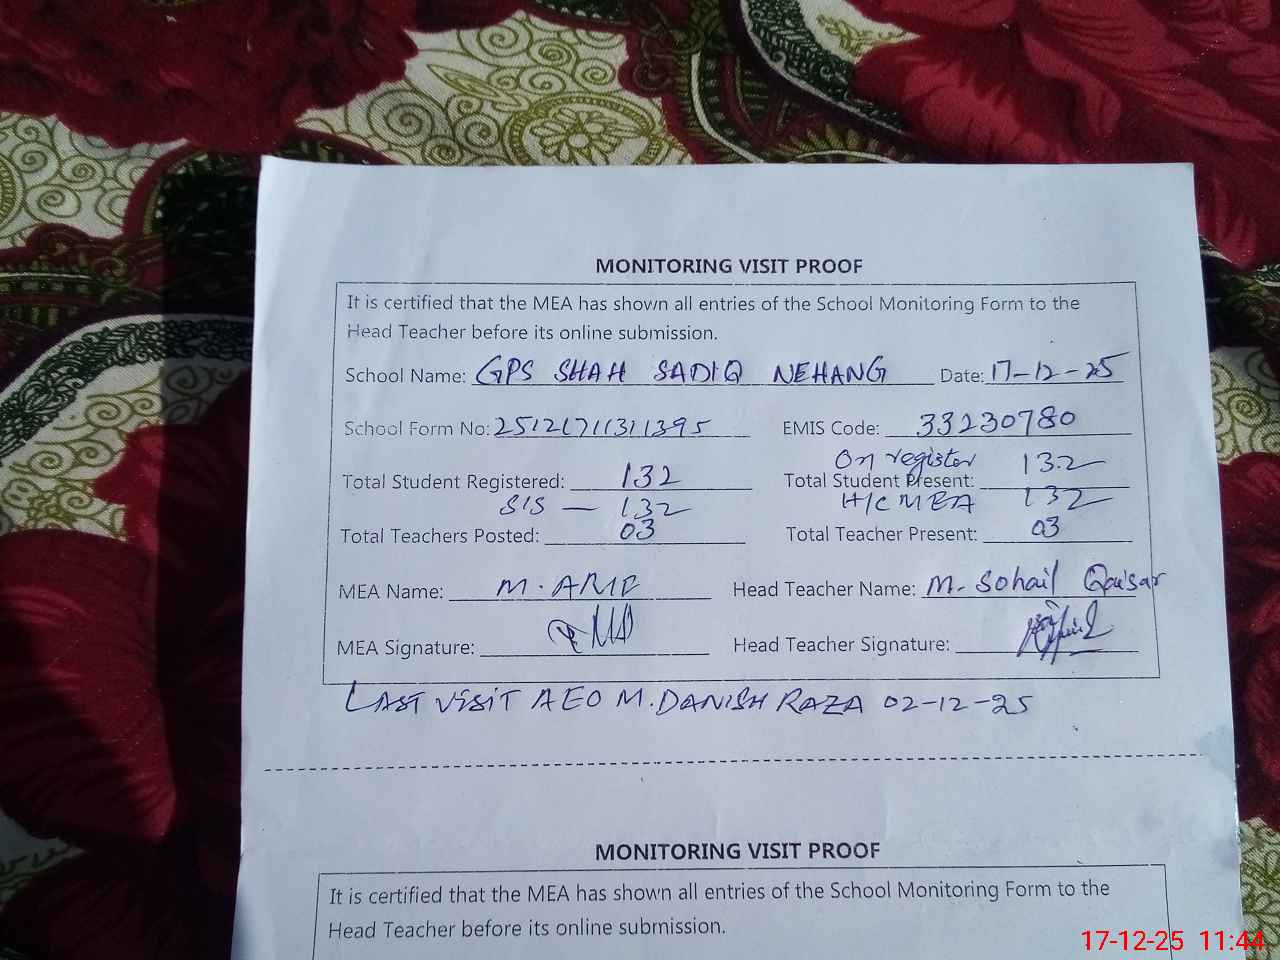 MONITORING VISIT PROOF
It is certified that the MEA has shown all entries of the School Monitoring Form to the
Head Teacher before its online submission.
School Name: GPS SHAH SADIQ NEHANG Date: 17-12-25
School Form No: EMIS Code: 33230780
On register 132
Total Student Registered: 132 Total Student Present:
SIS — 132 H/C MEA 132
Total Teachers Posted: 03 Total Teacher Present: 03
MEA Name: M. ARIF Head Teacher Name: M. Sohail Qaisar
MEA Signature: Head Teacher Signature:
LAST VISIT AEO M. DANISH RAZA 02-12-25
MONITORING VISIT PROOF
It is certified that the MEA has shown all entries of the School Monitoring Form to the
Head Teacher before its online submission.
17-12-25 11:44